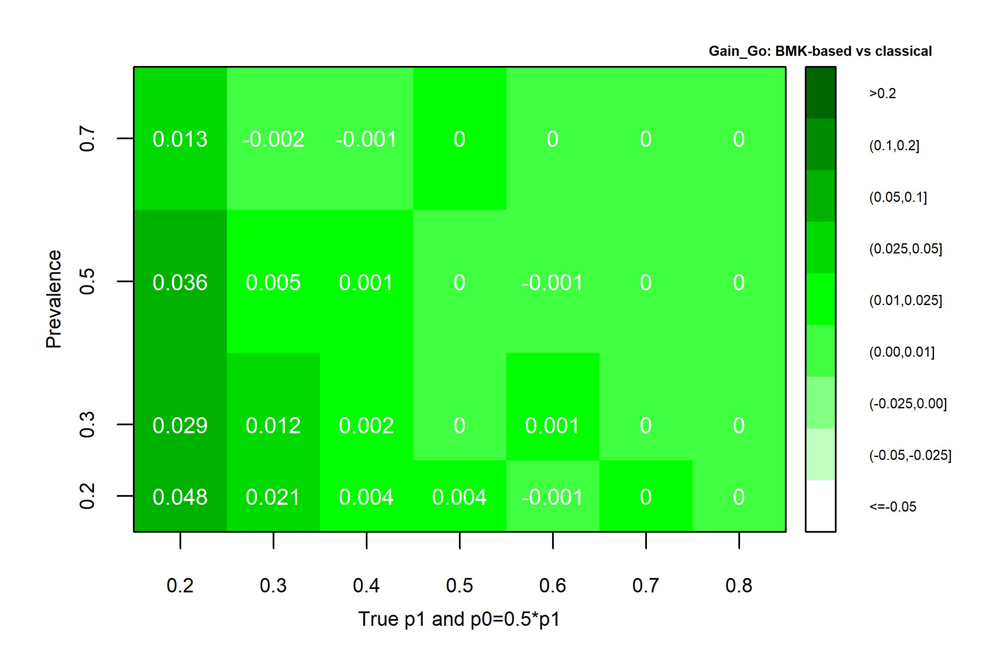 Gain_Go: BMK-based vs classical
>0.2
(0.1,0.2]
(0.05,0.1]
(0.025,0.05]
(0.01,0.025]
(0.00,0.01]
(-0.025,0.00]
(-0.05,-0.025]
<=-0.05
Prevalence
0.7
0.5
0.3
0.2
0.013 -0.002 -0.001 0 0 0 0
0.036 0.005 0.001 0 -0.001 0 0
0.029 0.012 0.002 0 0.001 0 0
0.048 0.021 0.004 0.004 -0.001 0 0
0.2 0.3 0.4 0.5 0.6 0.7 0.8
True p1 and p0=0.5*p1